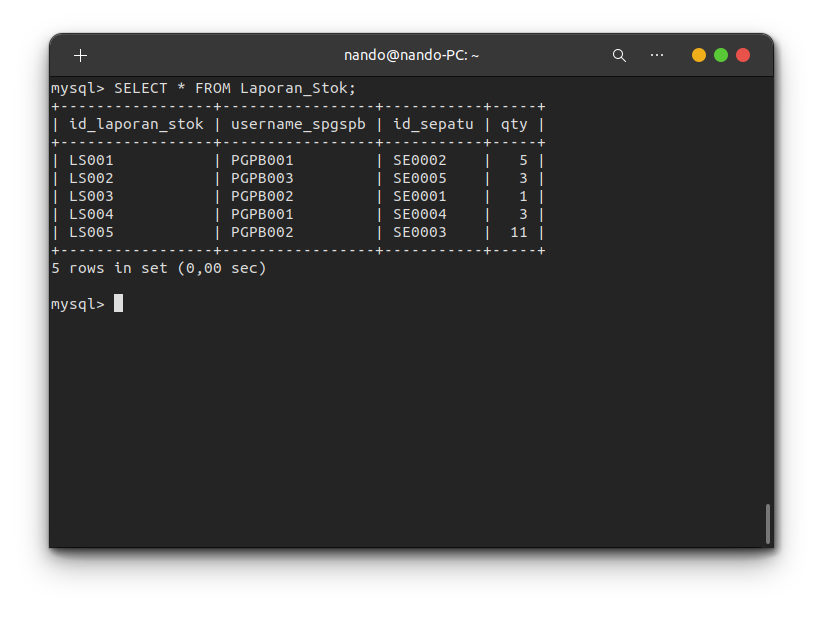 nando@nando-PC: ~
mysql> SELECT * FROM Laporan_Stok;
+-----------------+-----------------+-----------+-----+
| id_laporan_stok | username_spgspb | id_sepatu | qty |
+-----------------+-----------------+-----------+-----+
| LS001           | PGPB001         | SE0002    |   5 |
| LS002           | PGPB003         | SE0005    |   3 |
| LS003           | PGPB002         | SE0001    |   1 |
| LS004           | PGPB001         | SE0004    |   3 |
| LS005           | PGPB002         | SE0003    |  11 |
+-----------------+-----------------+-----------+-----+
5 rows in set (0,00 sec)
mysql>